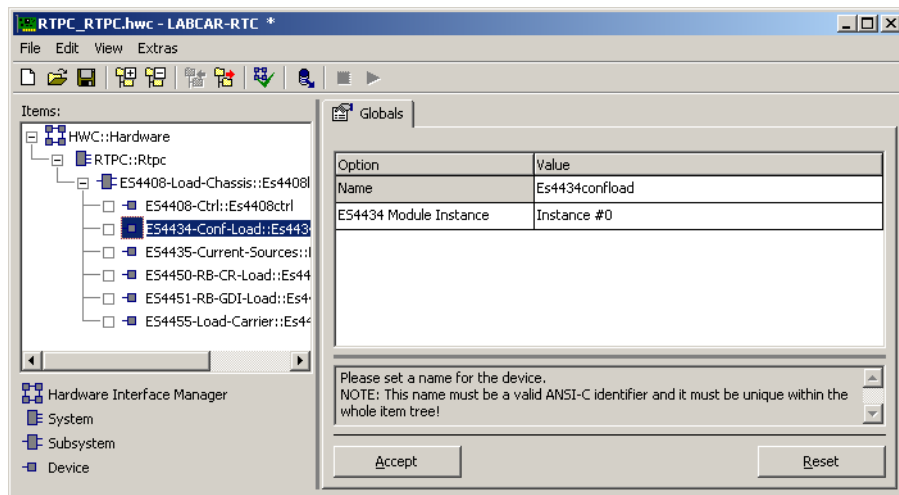 RTPC_RTPC.hwc - LABCAR-RTC *
File Edit View Extras
Items:
HWC::Hardware
RTPC::Rtpc
ES4408-Load-Chassis::Es4408l
ES4408-Ctrl::Es4408ctrl
ES4434-Conf-Load::Es443
ES4435-Current-Sources::
ES4450-RB-CR-Load::Es44
ES4451-RB-GDI-Load::Es4
ES4455-Load-Carrier::Es44
Hardware Interface Manager
System
Subsystem
Device
Globals
Option Value
Name Es4434confload
ES4434 Module Instance Instance #0
Please set a name for the device.
NOTE: This name must be a valid ANSI-C identifier and it must be unique within the
whole item tree!
Accept Reset